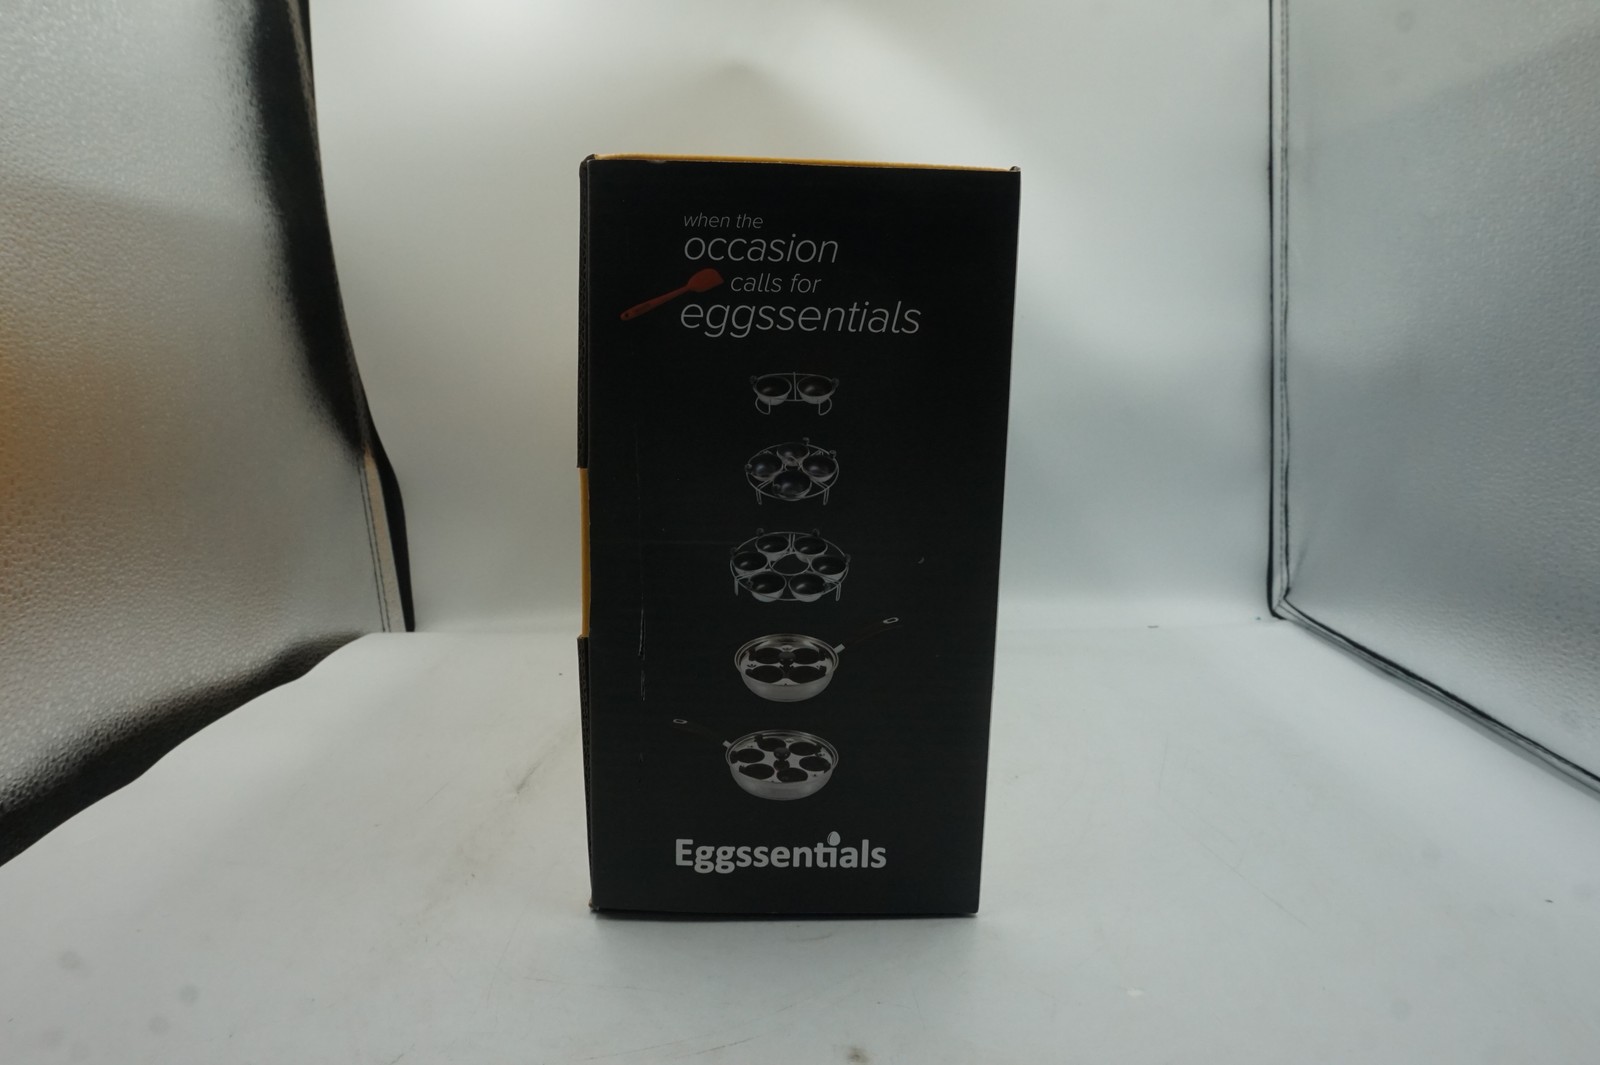 when the
occasion
calls for
eggssentials
Eggssentials